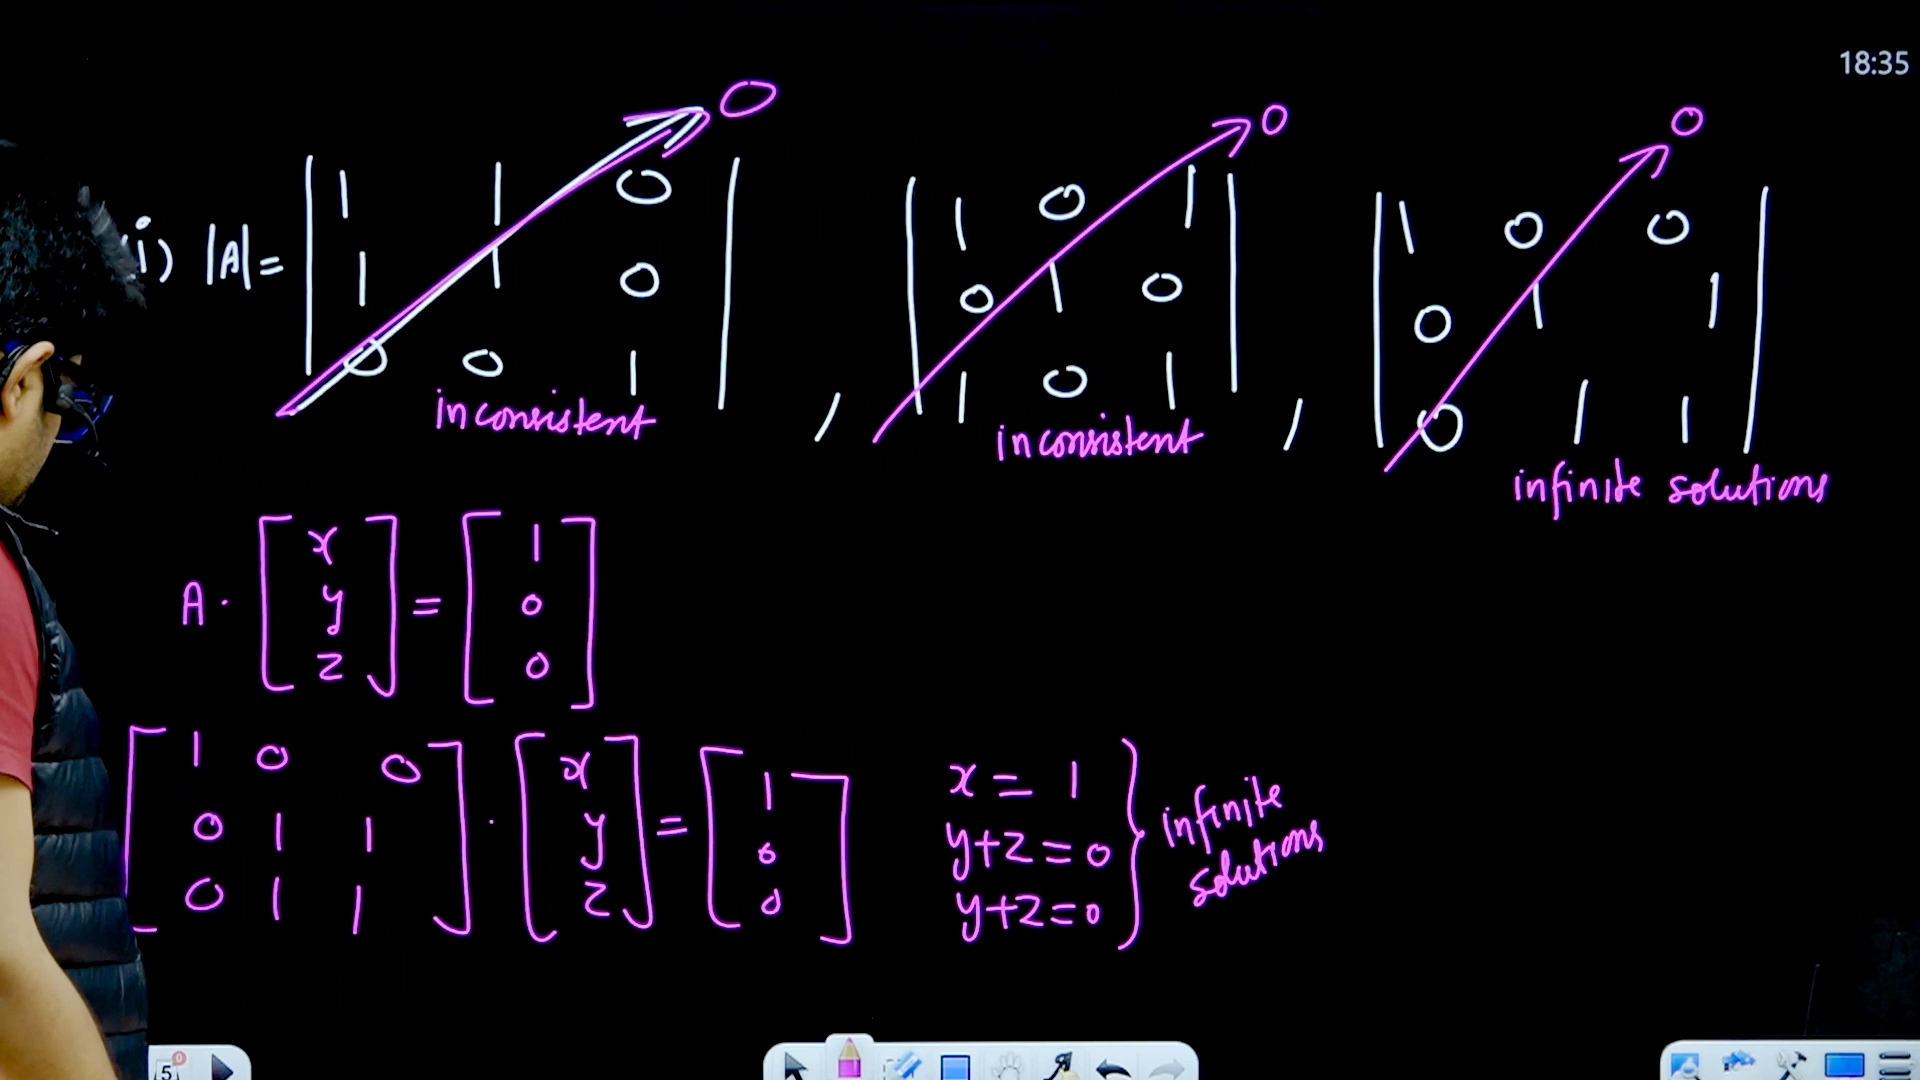 18:35
0 0 0
i) |A| = | 1 1 0 | , | 1 0 1 | , | 1 0 0 |
| 1 1 0 | | 0 1 0 | | 0 1 1 |
| 0 0 1 | | 1 0 1 | | 0 1 1 |
inconsistent inconsistent infinite solutions
A . [ x ] = [ 1 ]
[ y ] [ 0 ]
[ z ] [ 0 ]
[ 1 0 0 ] . [ x ] = [ 1 ] x = 1
[ 0 1 1 ] [ y ] [ 0 ] y+z=0 } infinite solutions
[ 0 1 1 ] [ z ] [ 0 ] y+z=0
5 0